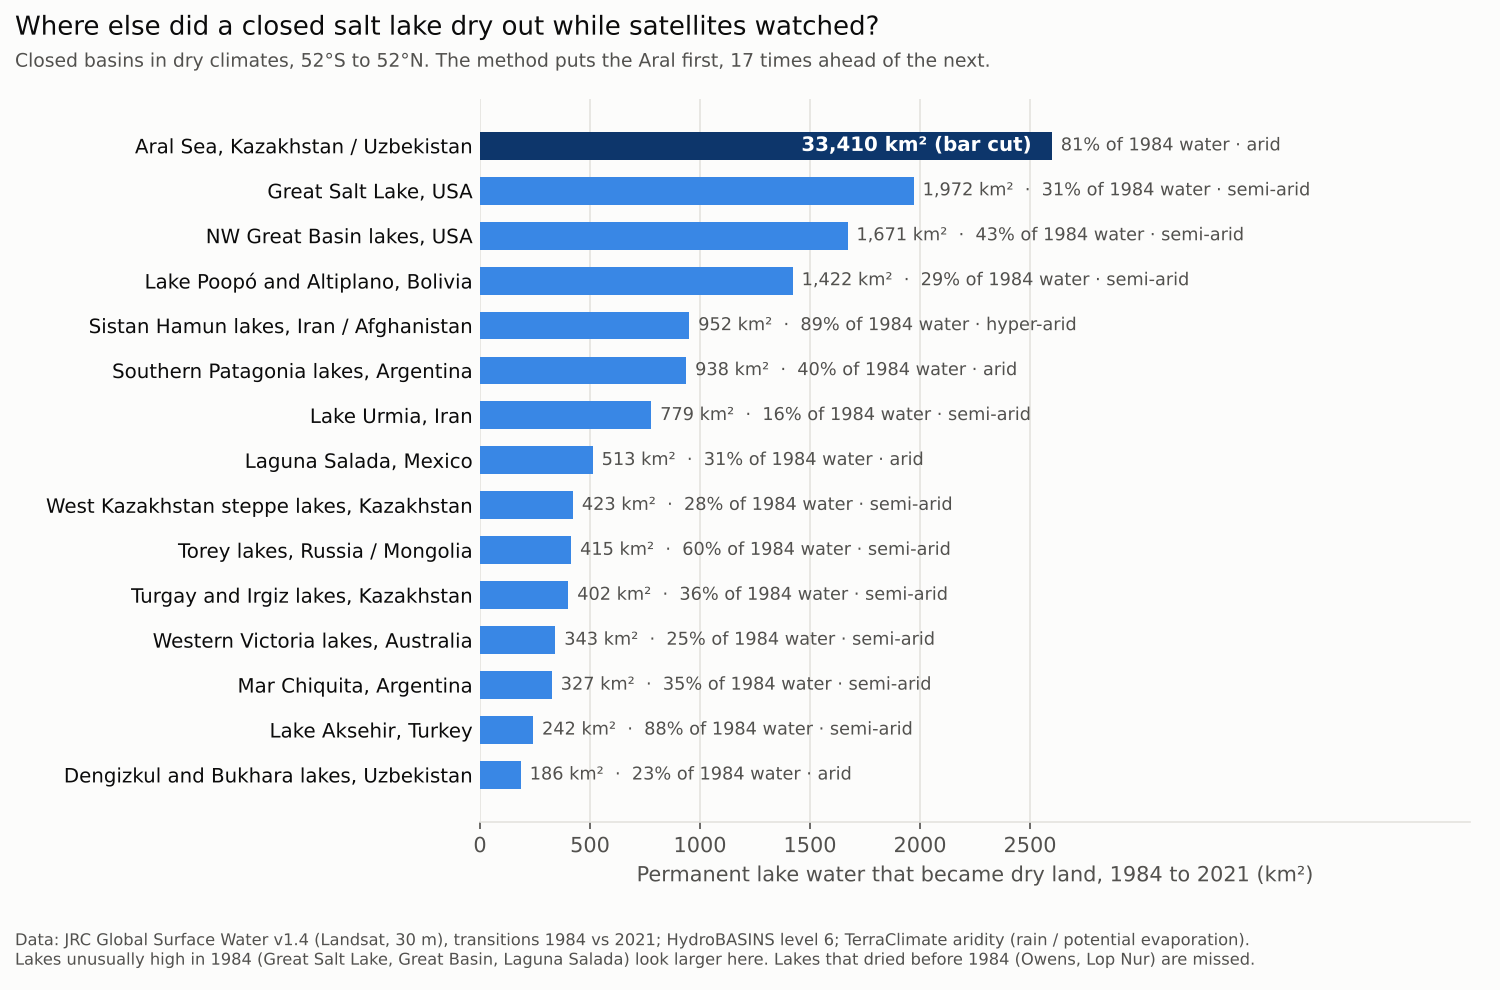 Where else did a closed salt lake dry out while satellites watched?
Closed basins in dry climates, 52°S to 52°N. The method puts the Aral first, 17 times ahead of the next.
Aral Sea, Kazakhstan / Uzbekistan 33,410 km² (bar cut) 81% of 1984 water · arid
Great Salt Lake, USA 1,972 km² · 31% of 1984 water · semi-arid
NW Great Basin lakes, USA 1,671 km² · 43% of 1984 water · semi-arid
Lake Poopó and Altiplano, Bolivia 1,422 km² · 29% of 1984 water · semi-arid
Sistan Hamun lakes, Iran / Afghanistan 952 km² · 89% of 1984 water · hyper-arid
Southern Patagonia lakes, Argentina 938 km² · 40% of 1984 water · arid
Lake Urmia, Iran 779 km² · 16% of 1984 water · semi-arid
Laguna Salada, Mexico 513 km² · 31% of 1984 water · arid
West Kazakhstan steppe lakes, Kazakhstan 423 km² · 28% of 1984 water · semi-arid
Torey lakes, Russia / Mongolia 415 km² · 60% of 1984 water · semi-arid
Turgay and Irgiz lakes, Kazakhstan 402 km² · 36% of 1984 water · semi-arid
Western Victoria lakes, Australia 343 km² · 25% of 1984 water · semi-arid
Mar Chiquita, Argentina 327 km² · 35% of 1984 water · semi-arid
Lake Aksehir, Turkey 242 km² · 88% of 1984 water · semi-arid
Dengizkul and Bukhara lakes, Uzbekistan 186 km² · 23% of 1984 water · arid
0 500 1000 1500 2000 2500
Permanent lake water that became dry land, 1984 to 2021 (km²)
Data: JRC Global Surface Water v1.4 (Landsat, 30 m), transitions 1984 vs 2021; HydroBASINS level 6; TerraClimate aridity (rain / potential evaporation).
Lakes unusually high in 1984 (Great Salt Lake, Great Basin, Laguna Salada) look larger here. Lakes that dried before 1984 (Owens, Lop Nur) are missed.